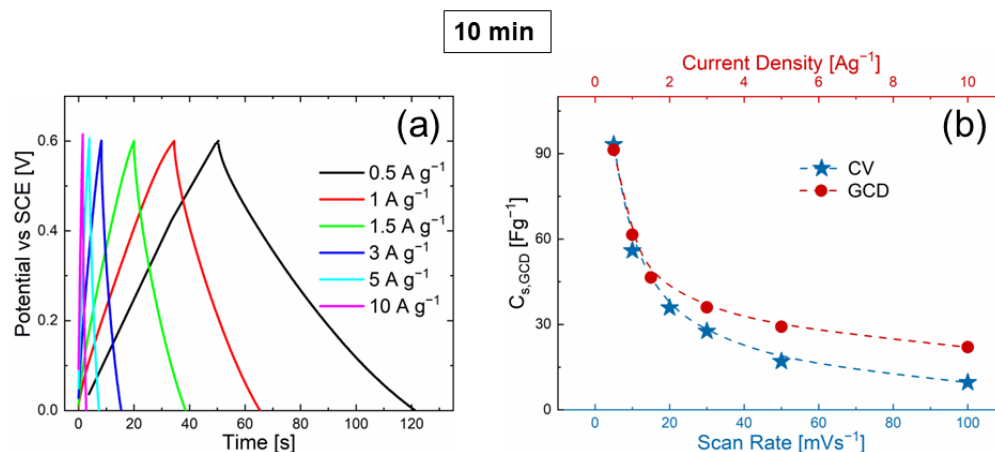 10 min
(a)
Potential vs SCE [V]
0.6
0.4
0.2
0.0
0.5 A g⁻¹
1 A g⁻¹
1.5 A g⁻¹
3 A g⁻¹
5 A g⁻¹
10 A g⁻¹
0 20 40 60 80 100 120
Time [s]
Current Density [Ag⁻¹]
0 2 4 6 8 10
(b)
C_{s,GCD} [Fg⁻¹]
90
60
30
0
CV
GCD
0 20 40 60 80 100
Scan Rate [mVs⁻¹]